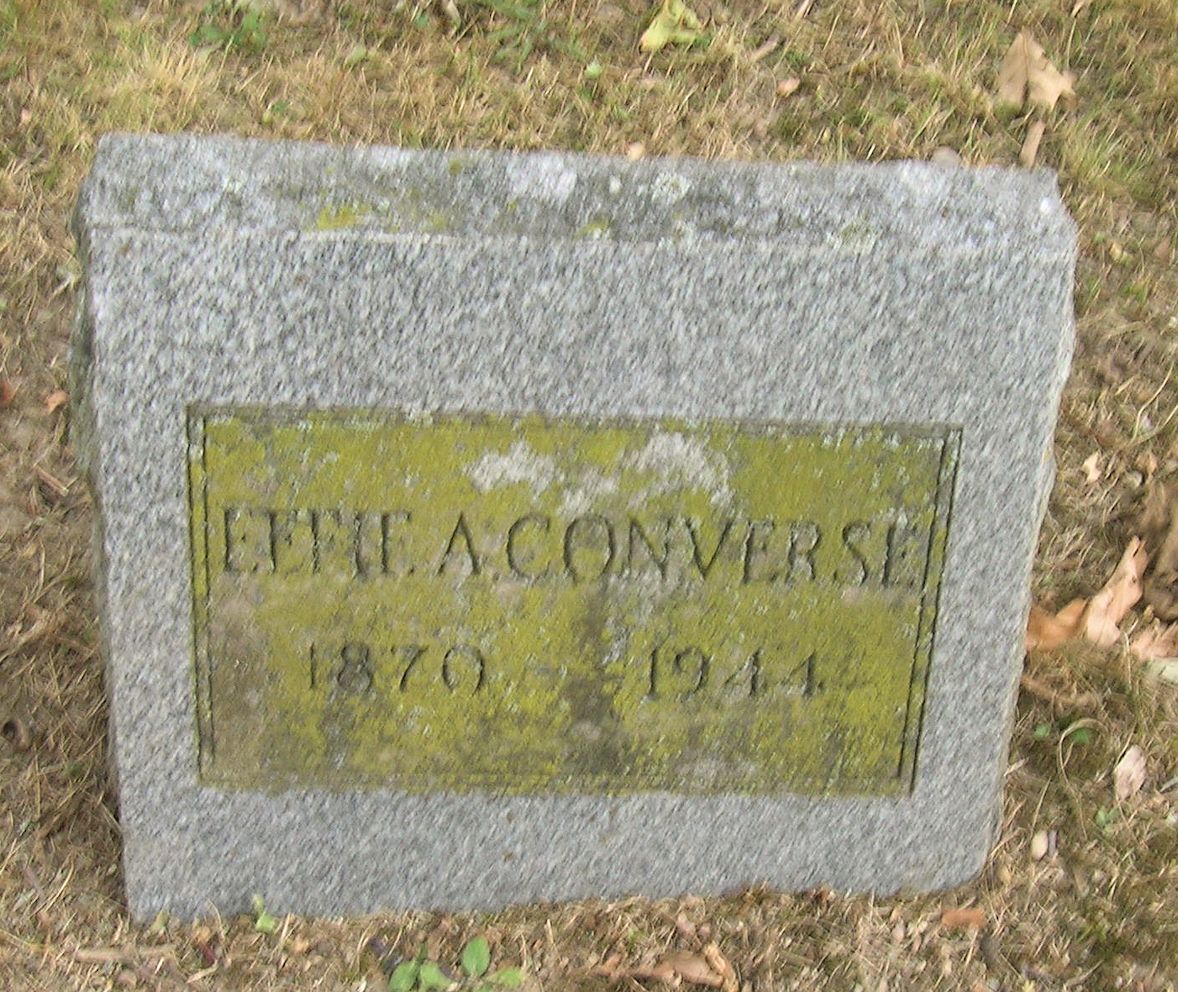 EFFIE A. CONVERSE
1870 - 1944